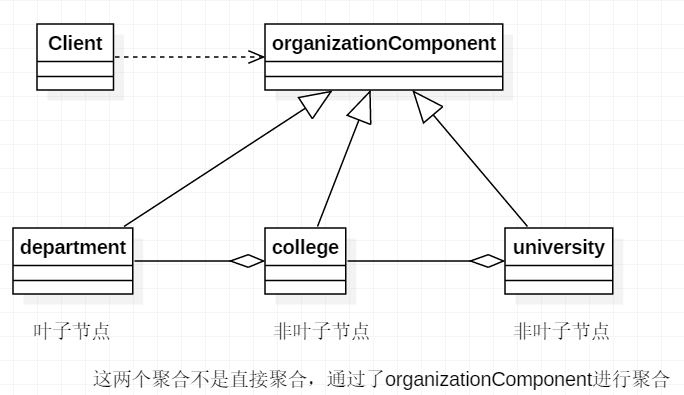 Client
organizationComponent
department
college
university
叶子节点
非叶子节点
非叶子节点
这两个聚合不是直接聚合，通过了organizationComponent进行聚合